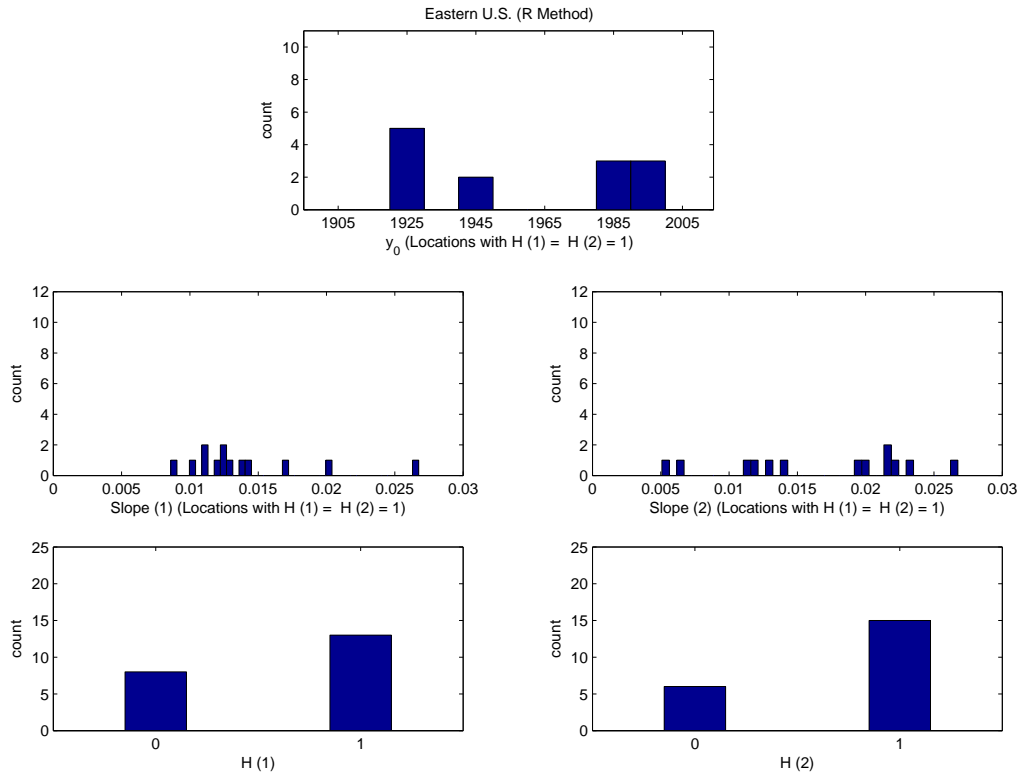 Eastern U.S. (R Method)
10
8
6
4
2
0
count
1905 1925 1945 1965 1985 2005
y_0 (Locations with H (1) = H (2) = 1)
12
10
8
6
4
2
0
count
0 0.005 0.01 0.015 0.02 0.025 0.03
Slope (1) (Locations with H (1) = H (2) = 1)
12
10
8
6
4
2
0
count
0 0.005 0.01 0.015 0.02 0.025 0.03
Slope (2) (Locations with H (1) = H (2) = 1)
25
20
15
10
5
0
count
0 1
H (1)
25
20
15
10
5
0
count
0 1
H (2)